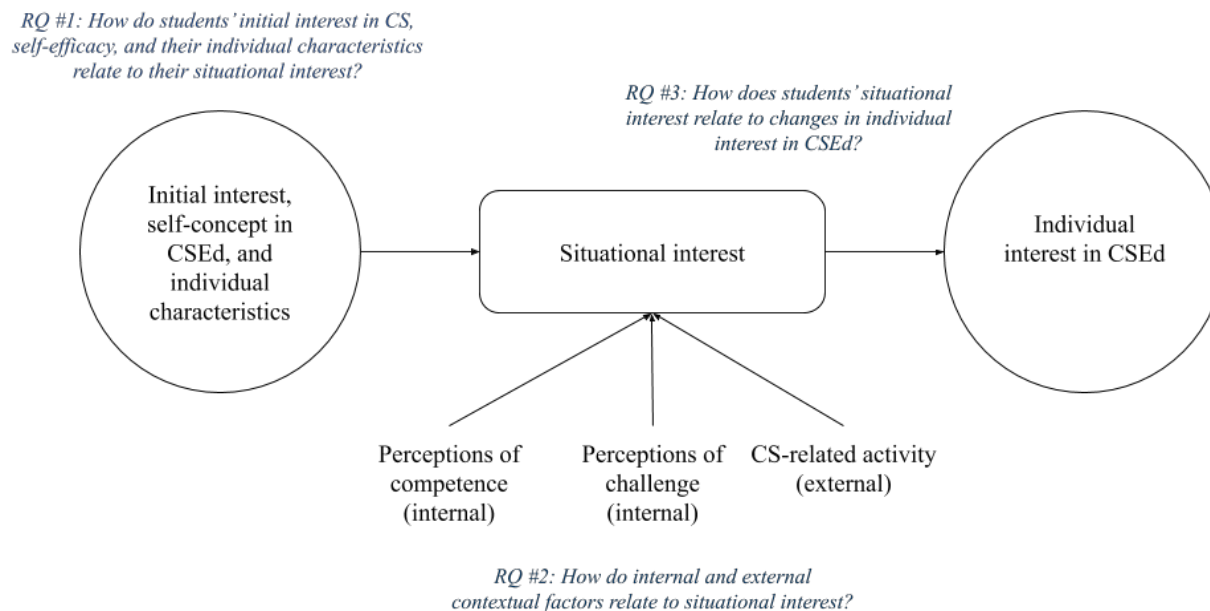 RQ #1: How do students' initial interest in CS,
self-efficacy, and their individual characteristics
relate to their situational interest?
RQ #3: How does students' situational
interest relate to changes in individual
interest in CSEd?
Initial interest,
self-concept in
CSEd, and
individual
characteristics
Situational interest
Individual
interest in CSEd
Perceptions of
competence
(internal)
Perceptions of
challenge
(internal)
CS-related activity
(external)
RQ #2: How do internal and external
contextual factors relate to situational interest?